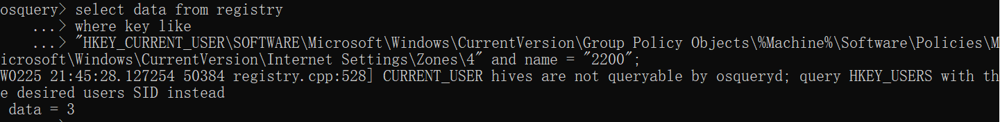 osquery> select data from registry
    ...> where key like
    ...> "HKEY_CURRENT_USER\SOFTWARE\Microsoft\Windows\CurrentVersion\Group Policy Objects\%Machine%\Software\Policies\M
icrosoft\Windows\CurrentVersion\Internet Settings\Zones\4" and name = "2200";
W0225 21:45:28.127254 50384 registry.cpp:528] CURRENT_USER hives are not queryable by osqueryd; query HKEY_USERS with th
e desired users SID instead
 data = 3